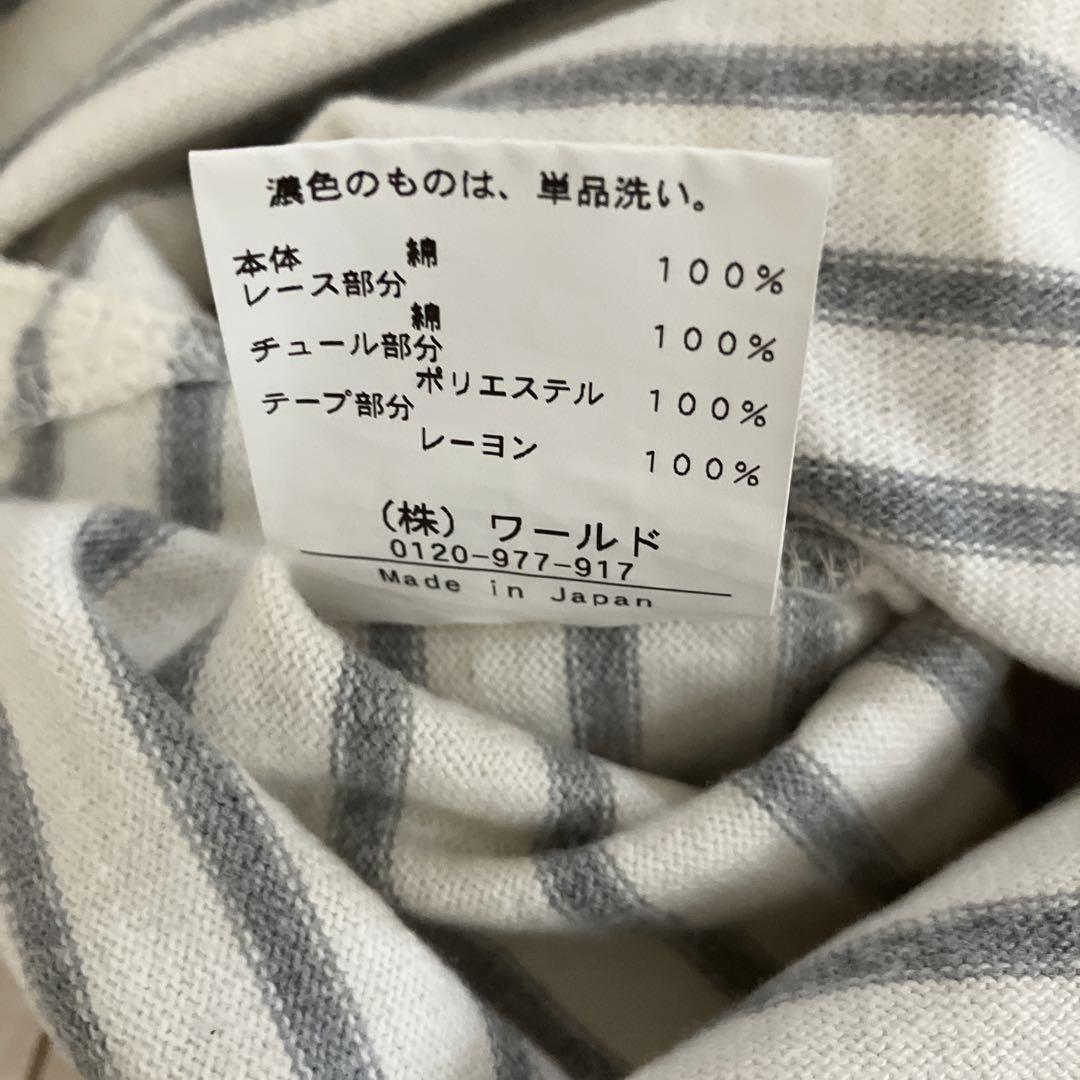 濃色のものは、単品洗い。
本体 綿 100%
レース部分
綿 100%
チュール部分
ポリエステル 100%
テープ部分
レーヨン 100%
(株) ワールド
0120-977-917
Made in Japan